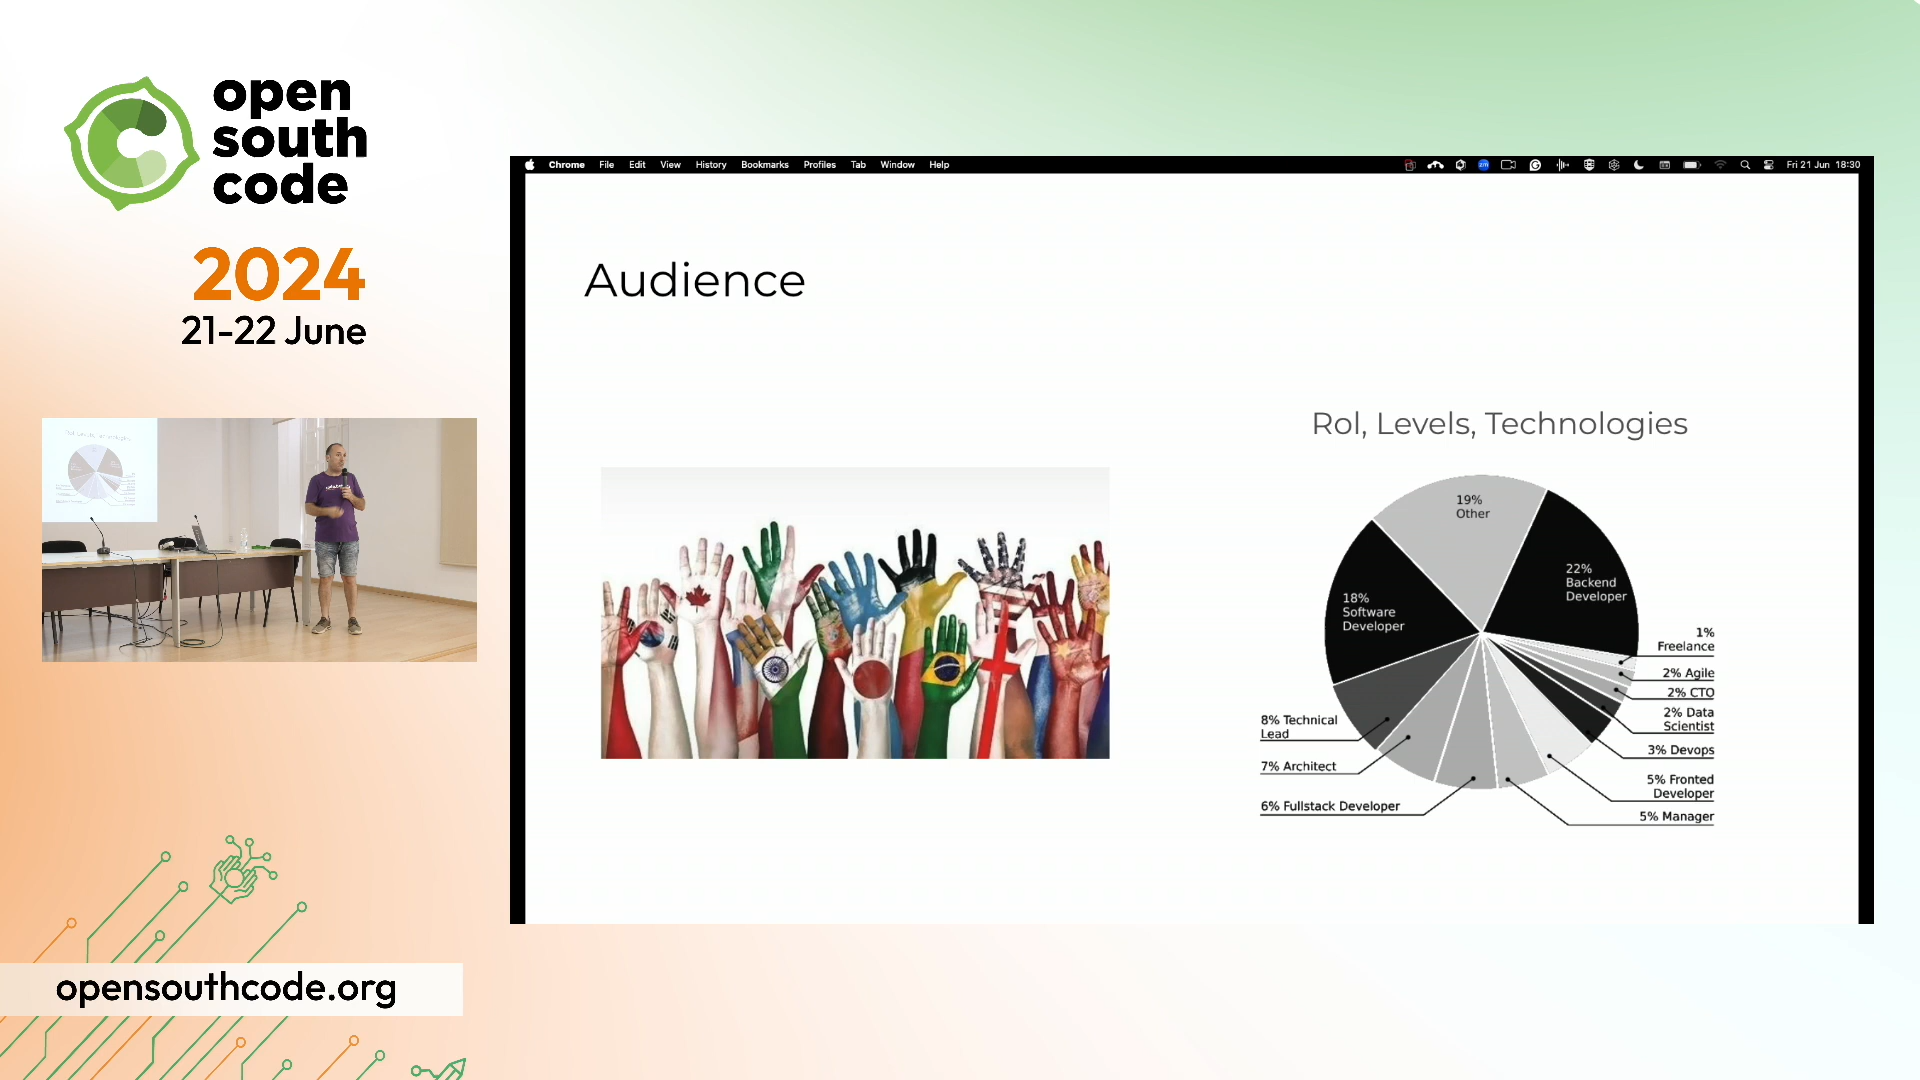 open
south
code
2024
21-22 June
opensouthcode.org
Chrome File Edit View History Bookmarks Profiles Tab Window Help
Fri 21 Jun 18:30
Audience
Rol, Levels, Technologies
19%
Other
22%
Backend
Developer
18%
Software
Developer
1%
Freelance
2% Agile
2% CTO
2% Data
Scientist
3% Devops
5% Fronted
Developer
5% Manager
8% Technical
Lead
7% Architect
6% Fullstack Developer